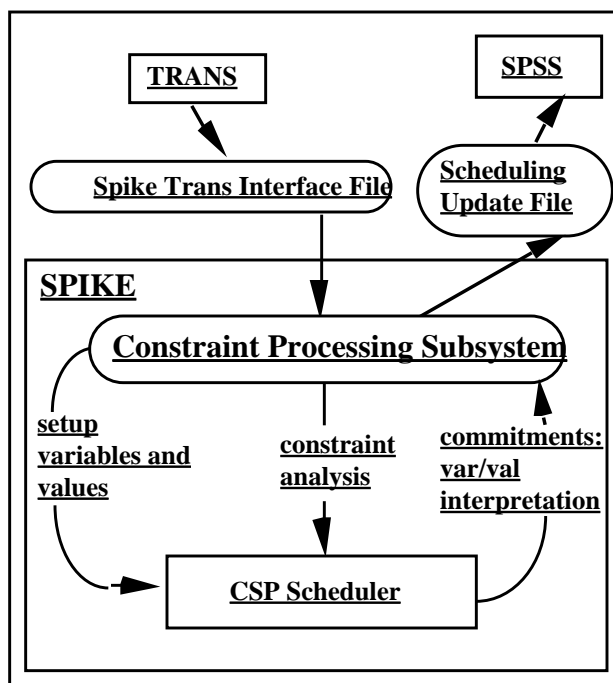 TRANS
SPSS
Spike Trans Interface File
Scheduling
Update File
SPIKE
Constraint Processing Subsystem
setup
variables and
values
constraint
analysis
commitments:
var/val
interpretation
CSP Scheduler